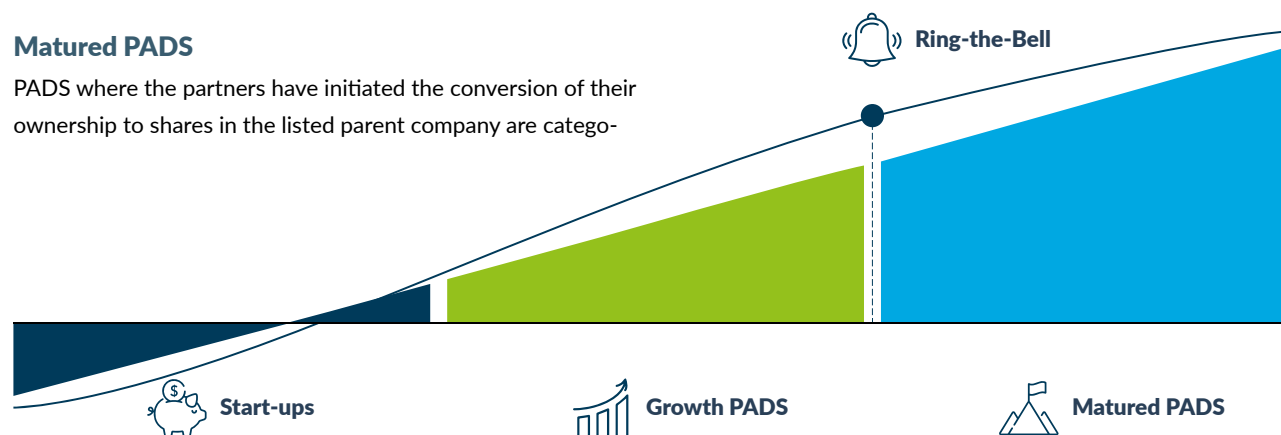 Matured PADS
PADS where the partners have initiated the conversion of their
ownership to shares in the listed parent company are catego-
Ring-the-Bell
$
Start-ups
Growth PADS
Matured PADS